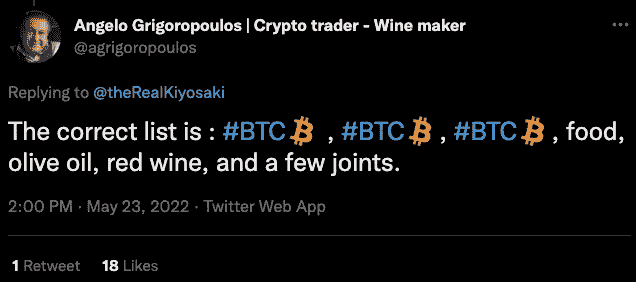 Angelo Grigoropoulos | Crypto trader - Wine maker
@agrigoropoulos
Replying to @theRealKiyosaki
The correct list is : #BTC , #BTC , #BTC , food,
olive oil, red wine, and a few joints.
2:00 PM · May 23, 2022 · Twitter Web App
1 Retweet 18 Likes